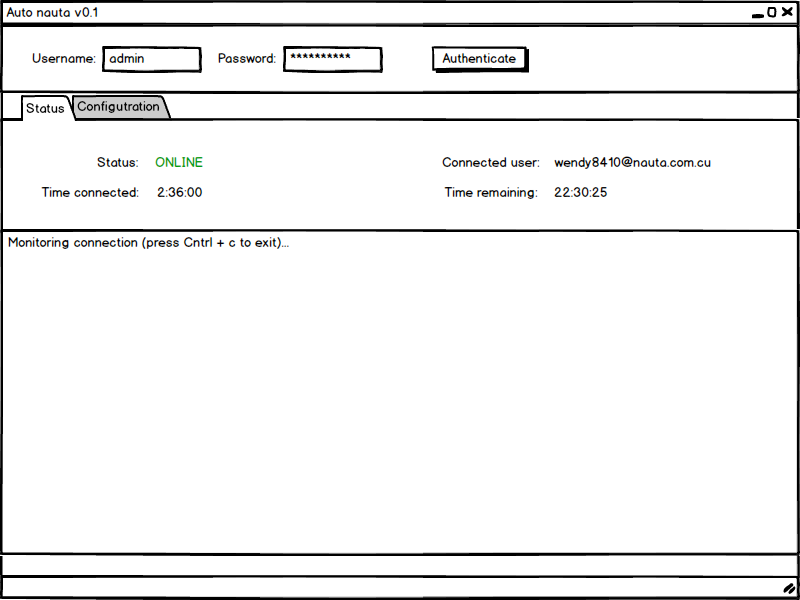 Auto nauta v0.1
Username: admin Password: ********** Authenticate
Status Configutration
Status: ONLINE Connected user: wendy8410@nauta.com.cu
Time connected: 2:36:00 Time remaining: 22:30:25
Monitoring connection (press Cntrl + c to exit)...